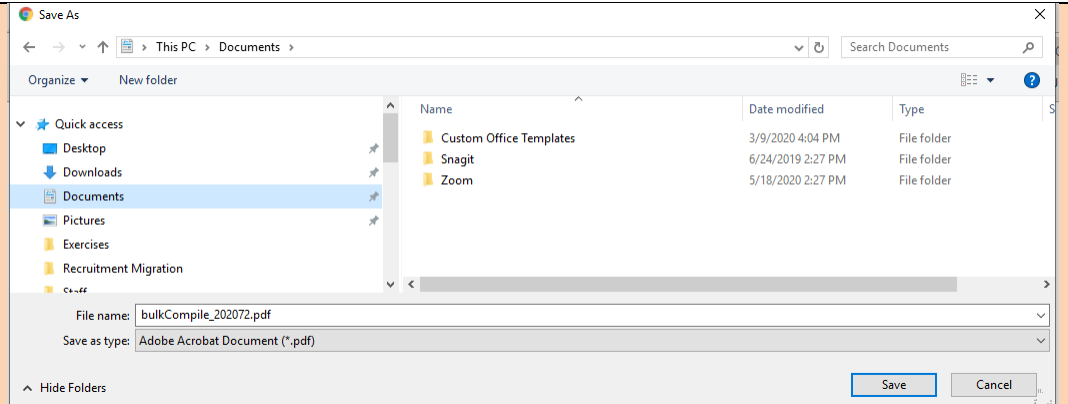 Save As
This PC > Documents >
Search Documents
Organize
New folder
?
Name Date modified Type S
Quick access
Desktop
Downloads
Documents
Pictures
Exercises
Recruitment Migration
Staff
Custom Office Templates 3/9/2020 4:04 PM File folder
Snagit 6/24/2019 2:27 PM File folder
Zoom 5/18/2020 2:27 PM File folder
File name: bulkCompile_202072.pdf
Save as type: Adobe Acrobat Document (*.pdf)
Hide Folders
Save
Cancel